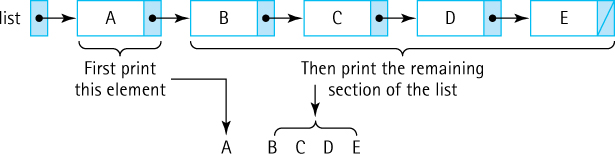 list A B C D E
First print
this element
Then print the remaining
section of the list
A B C D E